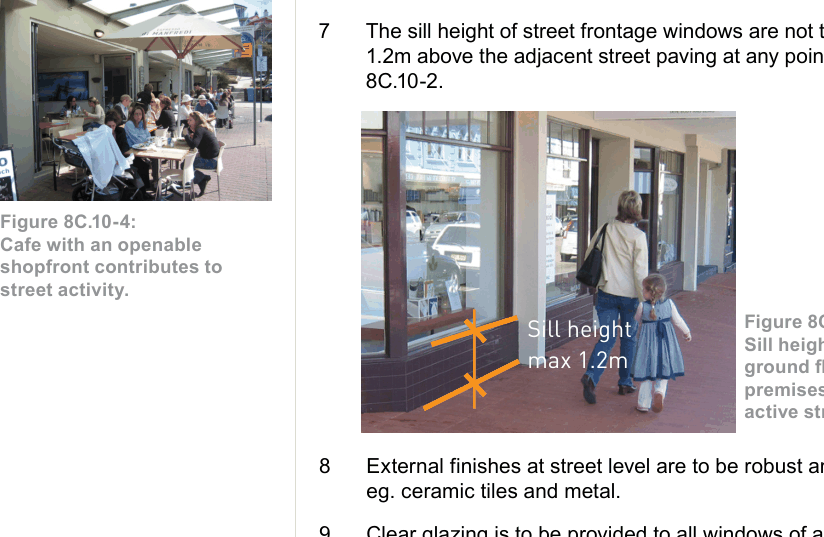 MANFREDI
Figure 8C.10-4:
Cafe with an openable
shopfront contributes to
street activity.
7 The sill height of street frontage windows are not t
1.2m above the adjacent street paving at any poin
8C.10-2.
Sill height
max 1.2m
Figure 8C
Sill heigh
ground fl
premises
active str
8 External finishes at street level are to be robust an
eg. ceramic tiles and metal.
9 Clear glazing is to be provided to all windows of a